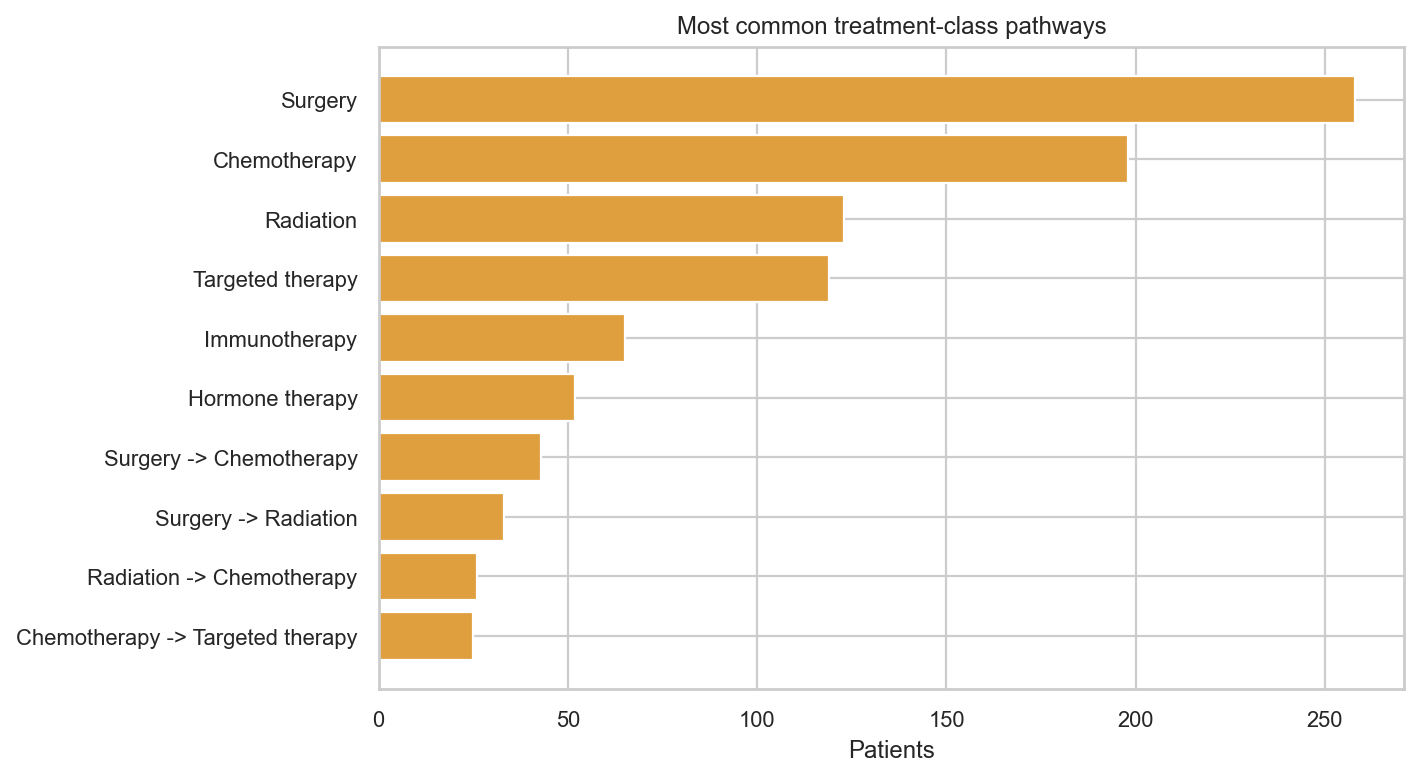 Most common treatment-class pathways
Surgery
Chemotherapy
Radiation
Targeted therapy
Immunotherapy
Hormone therapy
Surgery -> Chemotherapy
Surgery -> Radiation
Radiation -> Chemotherapy
Chemotherapy -> Targeted therapy
0 50 100 150 200 250
Patients